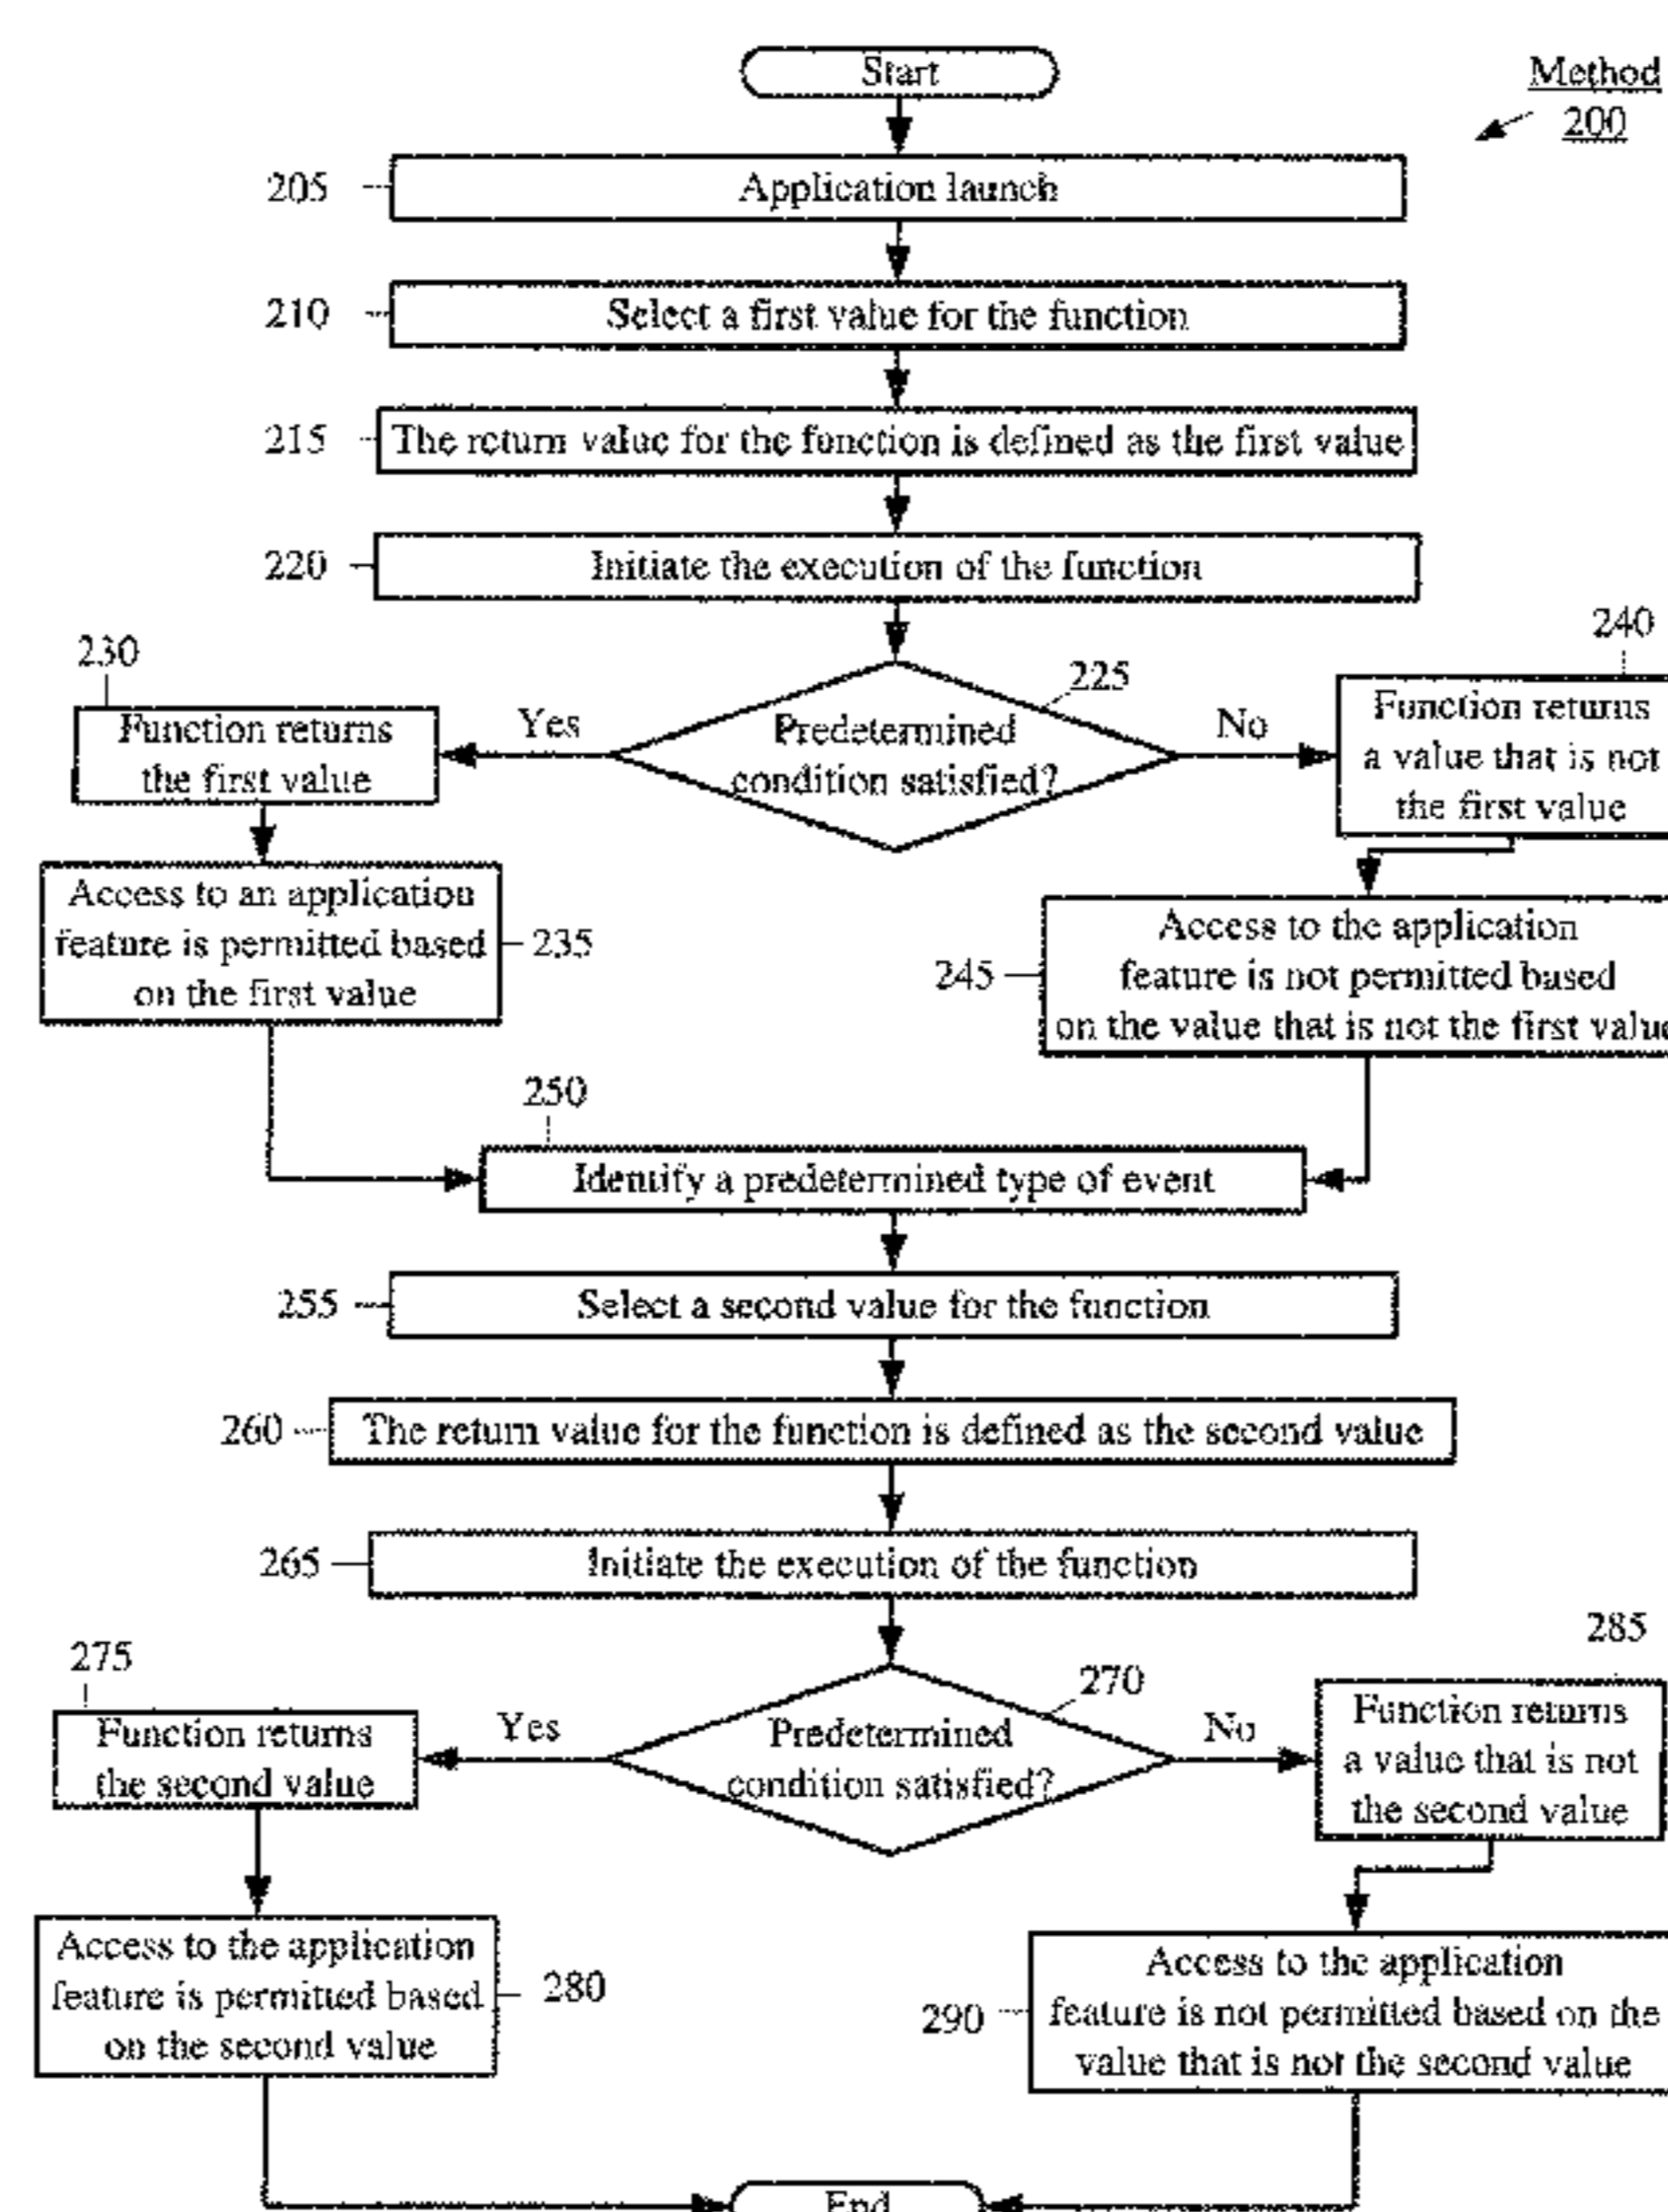 Start
Method
200
205
Application launch
210
Select a first value for the function
215
The return value for the function is defined as the first value
220
Initiate the execution of the function
225
Predetermined
condition satisfied?
Yes
No
230
Function returns
the first value
240
Function returns
a value that is not
the first value
Access to an application
feature is permitted based
on the first value
235
245
Access to the application
feature is not permitted based
on the value that is not the first value
250
Identify a predetermined type of event
255
Select a second value for the function
260
The return value for the function is defined as the second value
265
Initiate the execution of the function
270
Predetermined
condition satisfied?
Yes
No
275
Function returns
the second value
285
Function returns
a value that is not
the second value
Access to the application
feature is permitted based
on the second value
280
290
Access to the application
feature is not permitted based on the
value that is not the second value
End